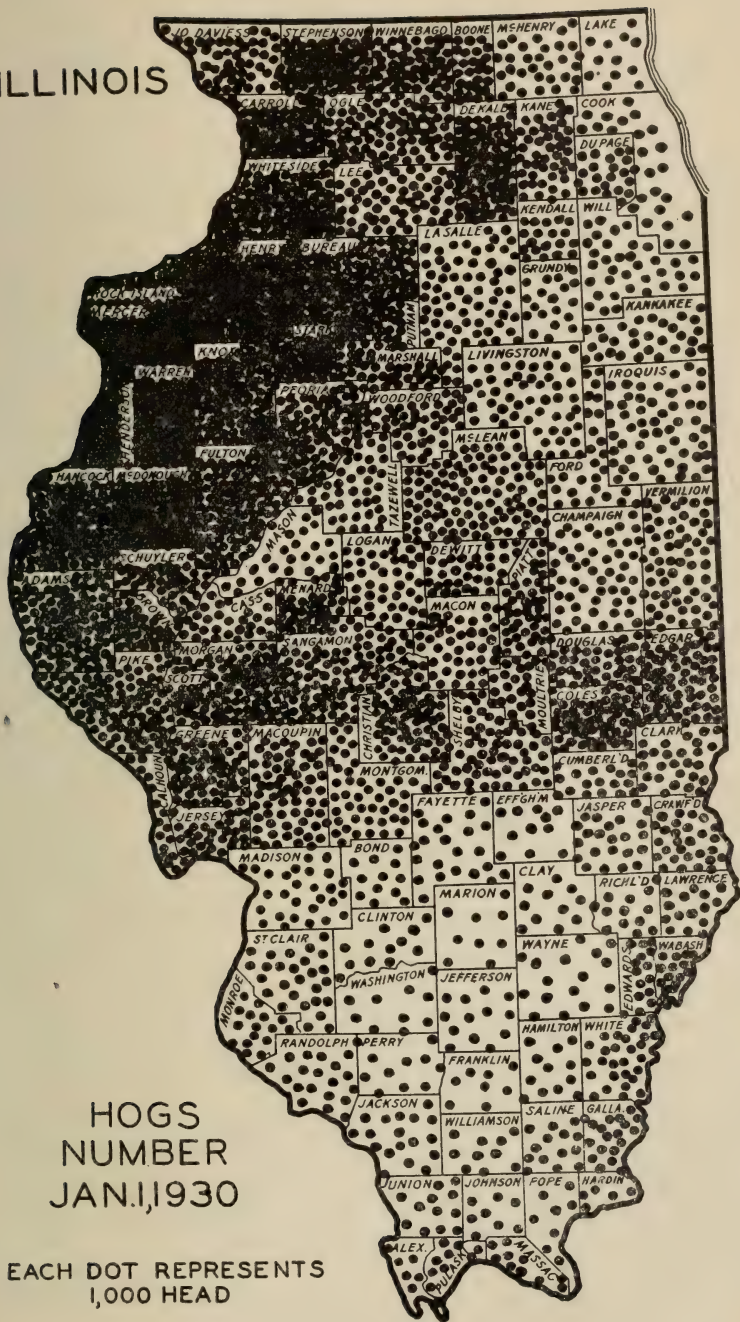 ILLINOIS
JO DAVIESS STEPHENSON WINNEBAGO BOONE McHENRY LAKE
CARROLL OGLE DEKALB KANE COOK
DUPAGE
WHITESIDE LEE
KENDALL WILL
LASALLE
HENRY BUREAU
GRUNDY
ROCK ISLAND
MERCER
KANKAKEE
STARK PUTNAM
KNOX MARSHALL LIVINGSTON
WARREN IROQUIS
HENDERSON PEORIA WOODFORD
FULTON McLEAN
HANCOCK McDONOUGH TAZEWELL FORD
VERMILION
MASON CHAMPAIGN
LOGAN
SCHUYLER DEWITT PIATT
ADAMS
CASS MENARD
BROWN MACON
MORGAN SANGAMON DOUGLAS EDGAR
PIKE
SCOTT
COLES
CHRISTIAN SHELBY MOULTRIE
GREENE MACOUPIN CLARK
CUMBERL'D
CALHOUN MONTGOM.
JERSEY FAYETTE EFFGH'M JASPER CRAWF'D
MADISON BOND
CLAY
RICHL'D LAWRENCE
MARION
CLINTON
ST CLAIR WAYNE WABASH
EDWARDS
WASHINGTON JEFFERSON
MONROE
HAMILTON WHITE
RANDOLPH PERRY
FRANKLIN
JACKSON SALINE GALLA.
WILLIAMSON
UNION JOHNSON POPE HARDIN
ALEX. PULASKI MASSAC
HOGS
NUMBER
JAN.1,1930
EACH DOT REPRESENTS
1,000 HEAD